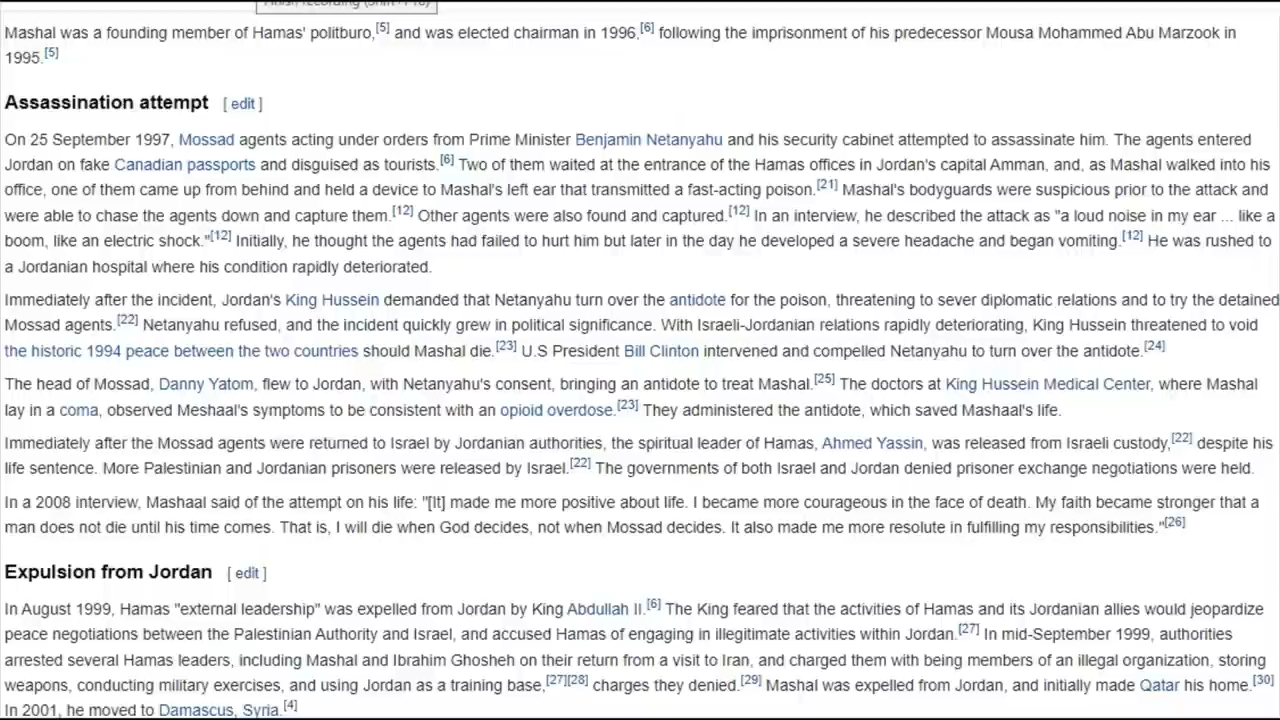 Mashal was a founding member of Hamas' politburo,[5] and was elected chairman in 1996.[6] following the imprisonment of his predecessor Mousa Mohammed Abu Marzook in
1995.[5]
Assassination attempt [ edit ]
On 25 September 1997, Mossad agents acting under orders from Prime Minister Benjamin Netanyahu and his security cabinet attempted to assassinate him. The agents entered
Jordan on fake Canadian passports and disguised as tourists.[6] Two of them waited at the entrance of the Hamas offices in Jordan's capital Amman, and, as Mashal walked into his
office, one of them came up from behind and held a device to Mashal's left ear that transmitted a fast-acting poison.[21] Mashal's bodyguards were suspicious prior to the attack and
were able to chase the agents down and capture them.[12] Other agents were also found and captured.[12] In an interview, he described the attack as "a loud noise in my ear ... like a
boom, like an electric shock."[12] Initially, he thought the agents had failed to hurt him but later in the day he developed a severe headache and began vomiting.[12] He was rushed to
a Jordanian hospital where his condition rapidly deteriorated.
Immediately after the incident, Jordan's King Hussein demanded that Netanyahu turn over the antidote for the poison, threatening to sever diplomatic relations and to try the detained
Mossad agents.[22] Netanyahu refused, and the incident quickly grew in political significance. With Israeli-Jordanian relations rapidly deteriorating, King Hussein threatened to void
the historic 1994 peace between the two countries should Mashal die.[23] U.S President Bill Clinton intervened and compelled Netanyahu to turn over the antidote.[24]
The head of Mossad, Danny Yatom, flew to Jordan, with Netanyahu's consent, bringing an antidote to treat Mashal.[25] The doctors at King Hussein Medical Center, where Mashal
lay in a coma, observed Meshaal's symptoms to be consistent with an opioid overdose.[23] They administered the antidote, which saved Mashaal's life.
Immediately after the Mossad agents were returned to Israel by Jordanian authorities, the spiritual leader of Hamas, Ahmed Yassin, was released from Israeli custody,[22] despite his
life sentence. More Palestinian and Jordanian prisoners were released by Israel.[22] The governments of both Israel and Jordan denied prisoner exchange negotiations were held.
In a 2008 interview, Mashaal said of the attempt on his life: "[It] made me more positive about life. I became more courageous in the face of death. My faith became stronger that a
man does not die until his time comes. That is, I will die when God decides, not when Mossad decides. It also made me more resolute in fulfilling my responsibilities."[26]
Expulsion from Jordan [ edit ]
In August 1999, Hamas "external leadership" was expelled from Jordan by King Abdullah II.[6] The King feared that the activities of Hamas and its Jordanian allies would jeopardize
peace negotiations between the Palestinian Authority and Israel, and accused Hamas of engaging in illegitimate activities within Jordan.[27] In mid-September 1999, authorities
arrested several Hamas leaders, including Mashal and Ibrahim Ghosheh on their return from a visit to Iran, and charged them with being members of an illegal organization, storing
weapons, conducting military exercises, and using Jordan as a training base,[27][28] charges they denied.[29] Mashal was expelled from Jordan, and initially made Qatar his home.[30]
In 2001, he moved to Damascus, Syria.[4]